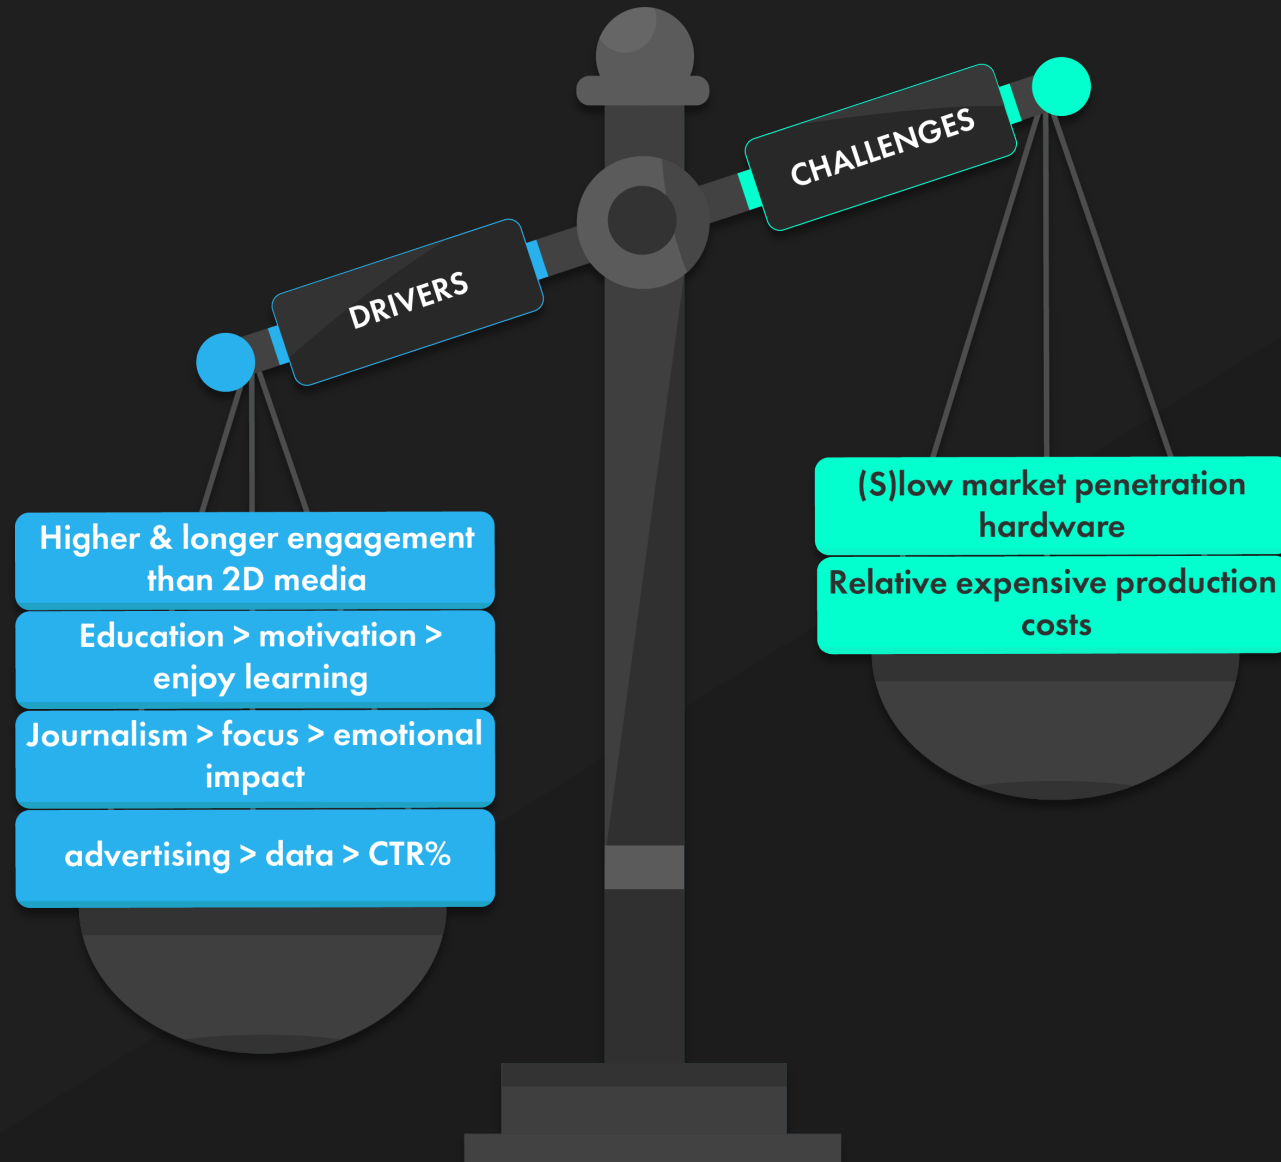 CHALLENGES
DRIVERS
Higher & longer engagement
than 2D media
Education > motivation >
enjoy learning
Journalism > focus > emotional
impact
advertising > data > CTR%
(S)low market penetration
hardware
Relative expensive production
costs